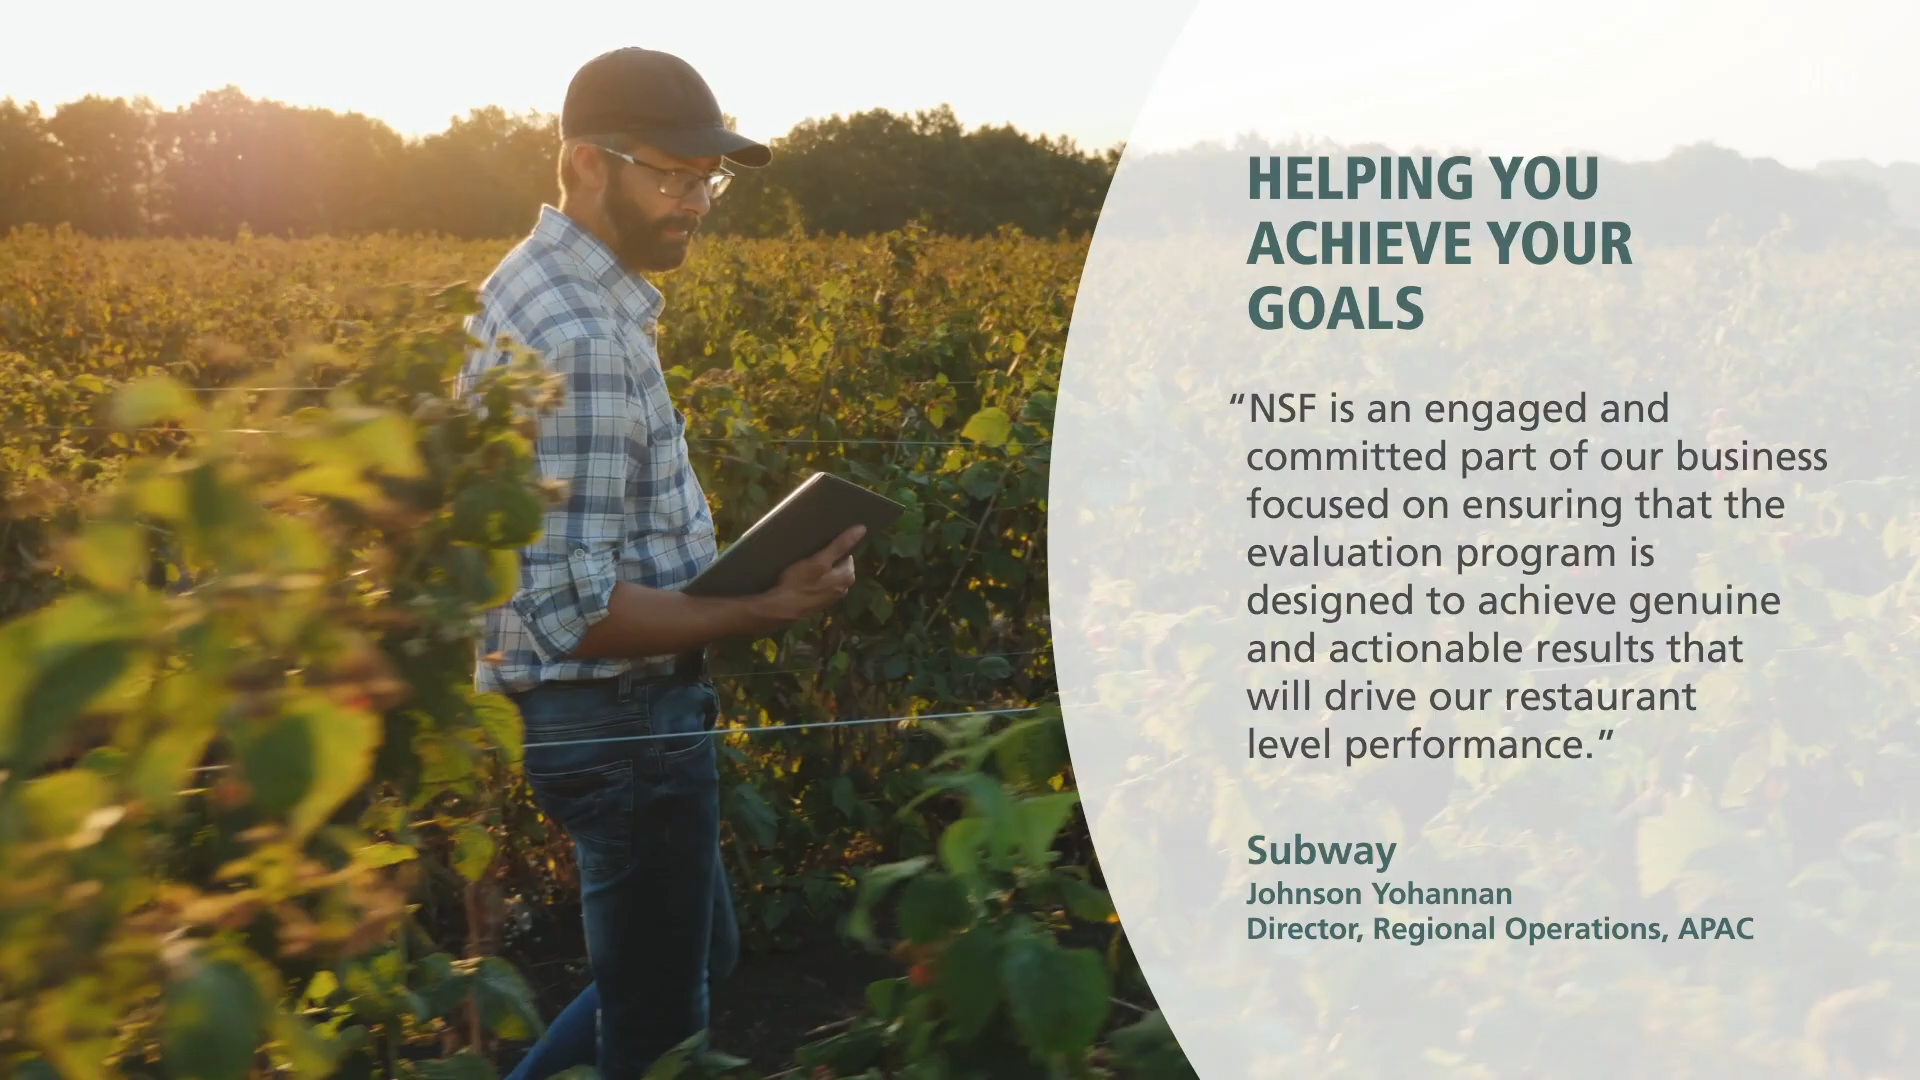 HELPING YOU
ACHIEVE YOUR
GOALS
“NSF is an engaged and
committed part of our business
focused on ensuring that the
evaluation program is
designed to achieve genuine
and actionable results that
will drive our restaurant
level performance.”
Subway
Johnson Yohannan
Director, Regional Operations, APAC